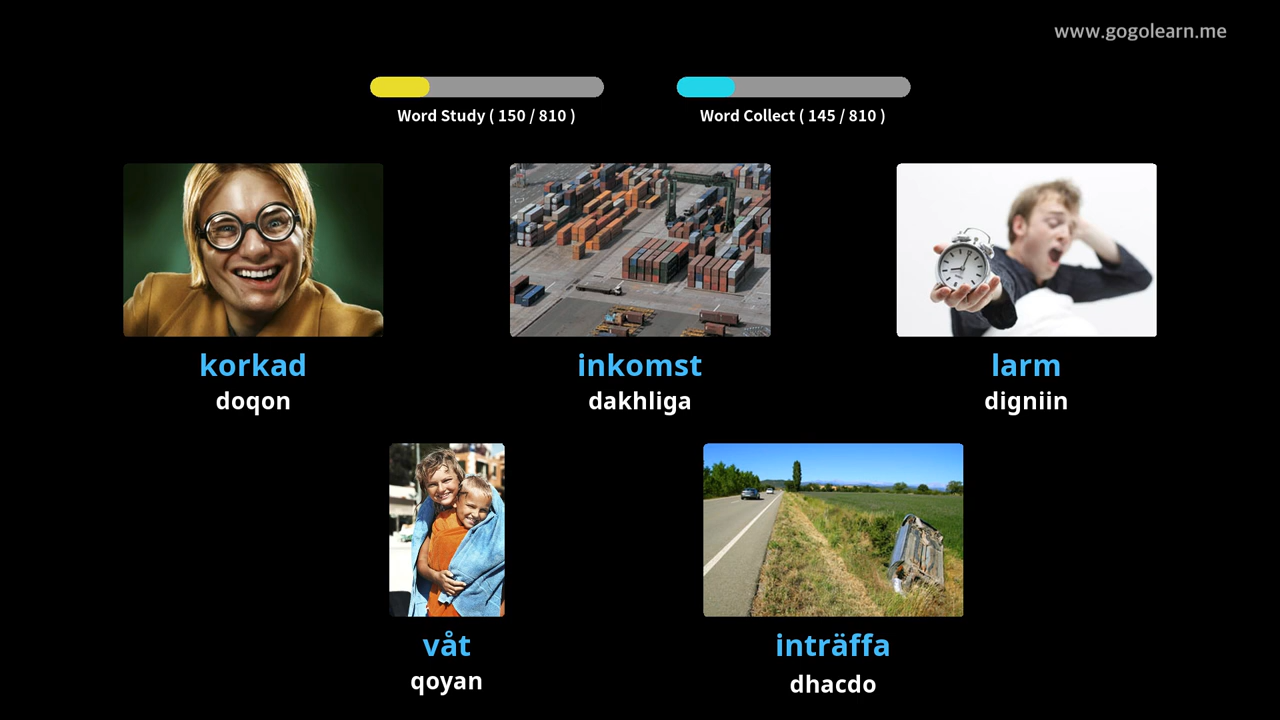 www.gogolearn.me
Word Study ( 150 / 810 )
Word Collect ( 145 / 810 )
korkad
doqon
inkomst
dakhliga
larm
digniin
våt
qoyan
inträffa
dhacdo